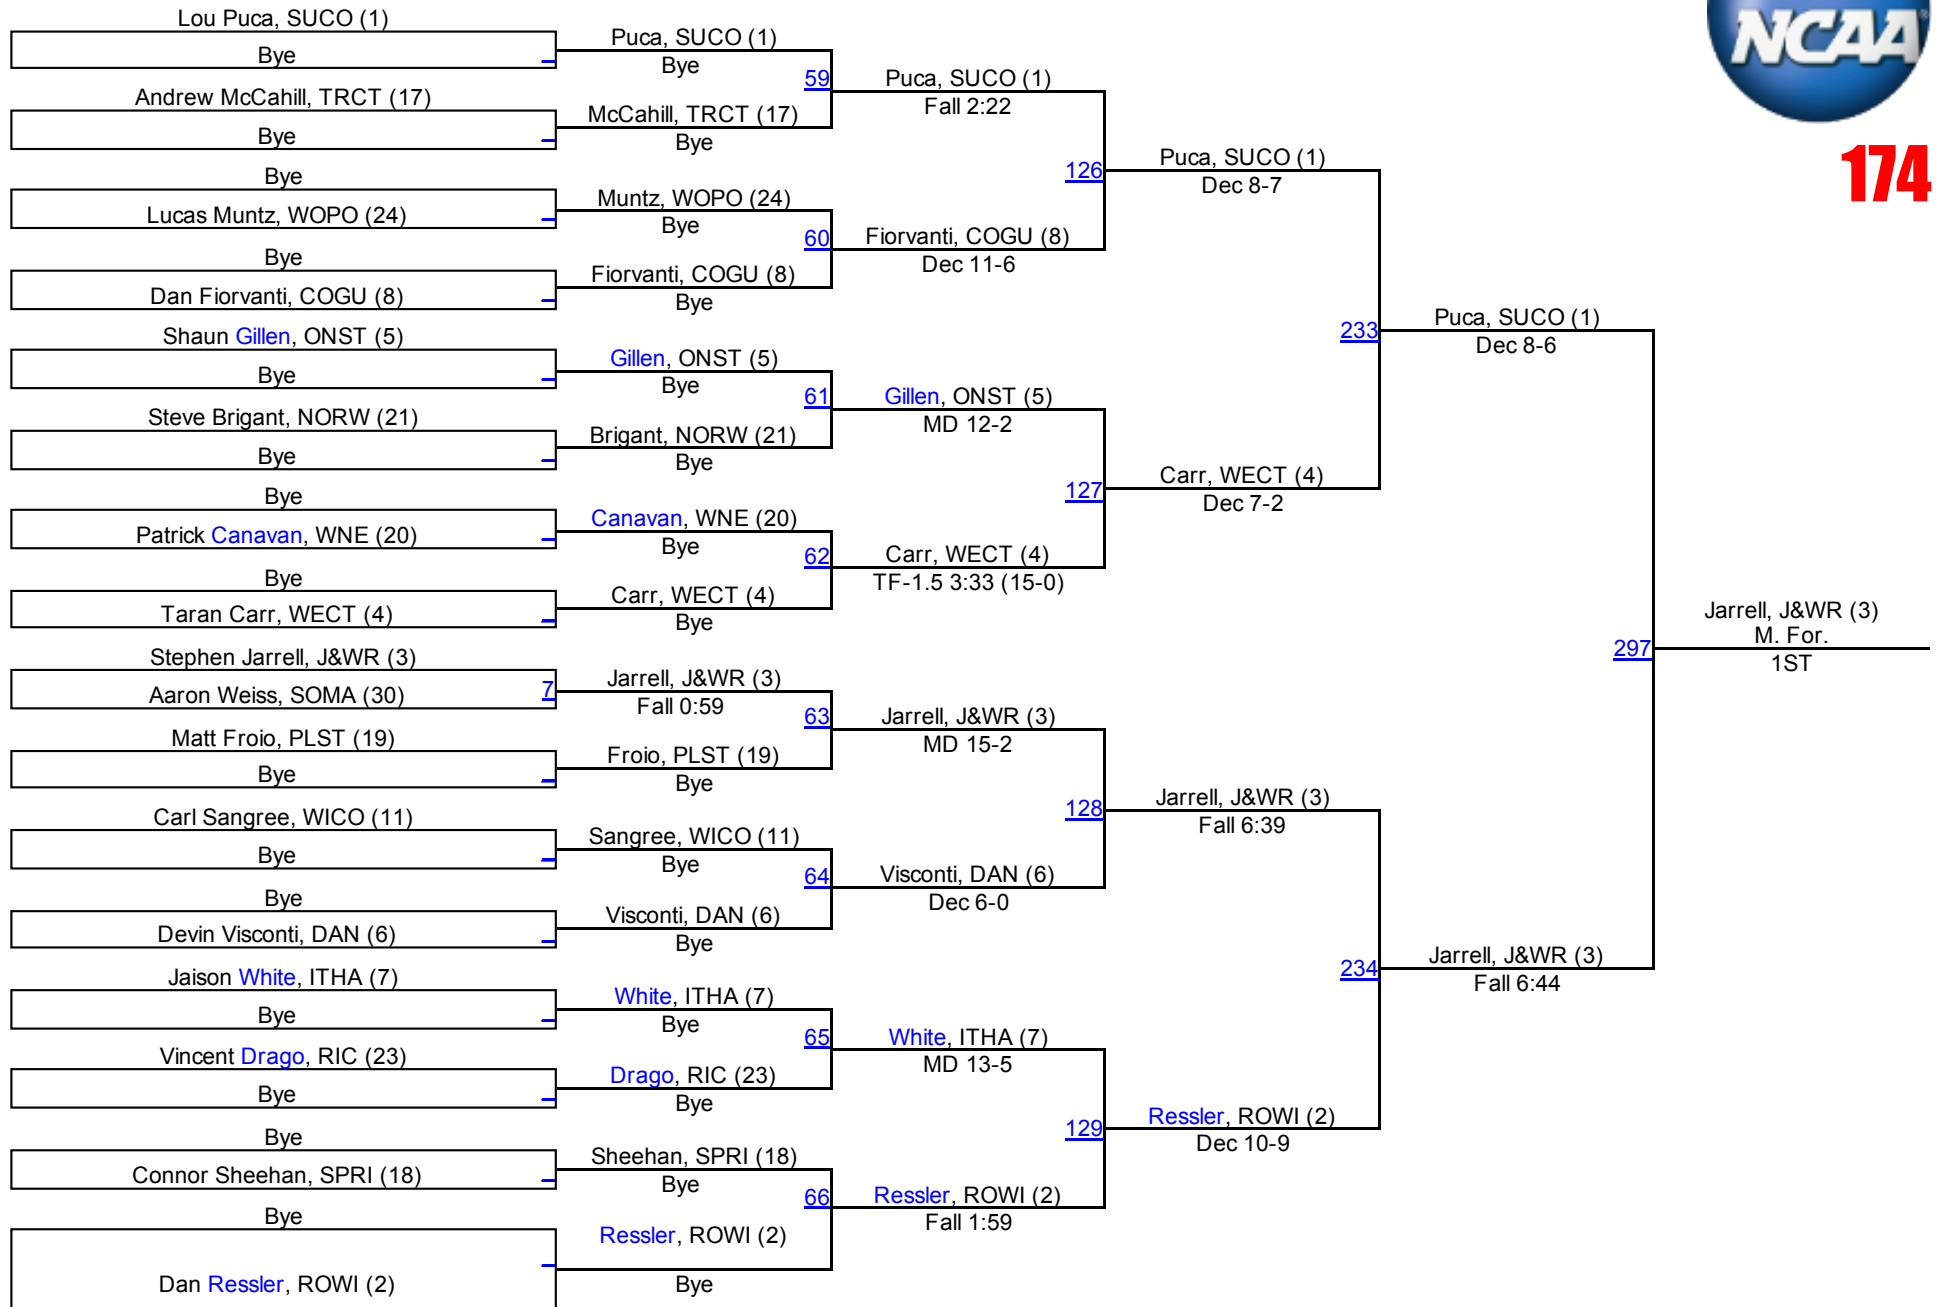 NCAA
174
Lou Puca, SUCO (1)
Bye
Andrew McCahill, TRCT (17)
Bye
Bye
Lucas Muntz, WOPO (24)
Bye
Dan Fiorvanti, COGU (8)
Shaun Gillen, ONST (5)
Bye
Steve Brigant, NORW (21)
Bye
Bye
Patrick Canavan, WNE (20)
Bye
Taran Carr, WECT (4)
Stephen Jarrell, J&WR (3)
Aaron Weiss, SOMA (30)
7
Matt Froio, PLST (19)
Bye
Carl Sangree, WICO (11)
Bye
Bye
Devin Visconti, DAN (6)
Jaison White, ITHA (7)
Bye
Vincent Drago, RIC (23)
Bye
Bye
Connor Sheehan, SPRI (18)
Bye
Dan Ressler, ROWI (2)
Puca, SUCO (1)
Bye
59
McCahill, TRCT (17)
Bye
Muntz, WOPO (24)
Bye
60
Fiorvanti, COGU (8)
Bye
Gillen, ONST (5)
Bye
61
Brigant, NORW (21)
Bye
Canavan, WNE (20)
Bye
62
Carr, WECT (4)
Bye
Jarrell, J&WR (3)
Fall 0:59
63
Froio, PLST (19)
Bye
Sangree, WICO (11)
Bye
64
Visconti, DAN (6)
Bye
White, ITHA (7)
Bye
65
Drago, RIC (23)
Bye
Sheehan, SPRI (18)
Bye
66
Ressler, ROWI (2)
Bye
Puca, SUCO (1)
Fall 2:22
126
Fiorvanti, COGU (8)
Dec 11-6
Gillen, ONST (5)
MD 12-2
127
Carr, WECT (4)
TF-1.5 3:33 (15-0)
Jarrell, J&WR (3)
MD 15-2
128
Visconti, DAN (6)
Dec 6-0
White, ITHA (7)
MD 13-5
129
Ressler, ROWI (2)
Fall 1:59
Puca, SUCO (1)
Dec 8-7
233
Carr, WECT (4)
Dec 7-2
Jarrell, J&WR (3)
Fall 6:39
234
Ressler, ROWI (2)
Dec 10-9
Puca, SUCO (1)
Dec 8-6
297
Jarrell, J&WR (3)
Fall 6:44
Jarrell, J&WR (3)
M. For.
1ST